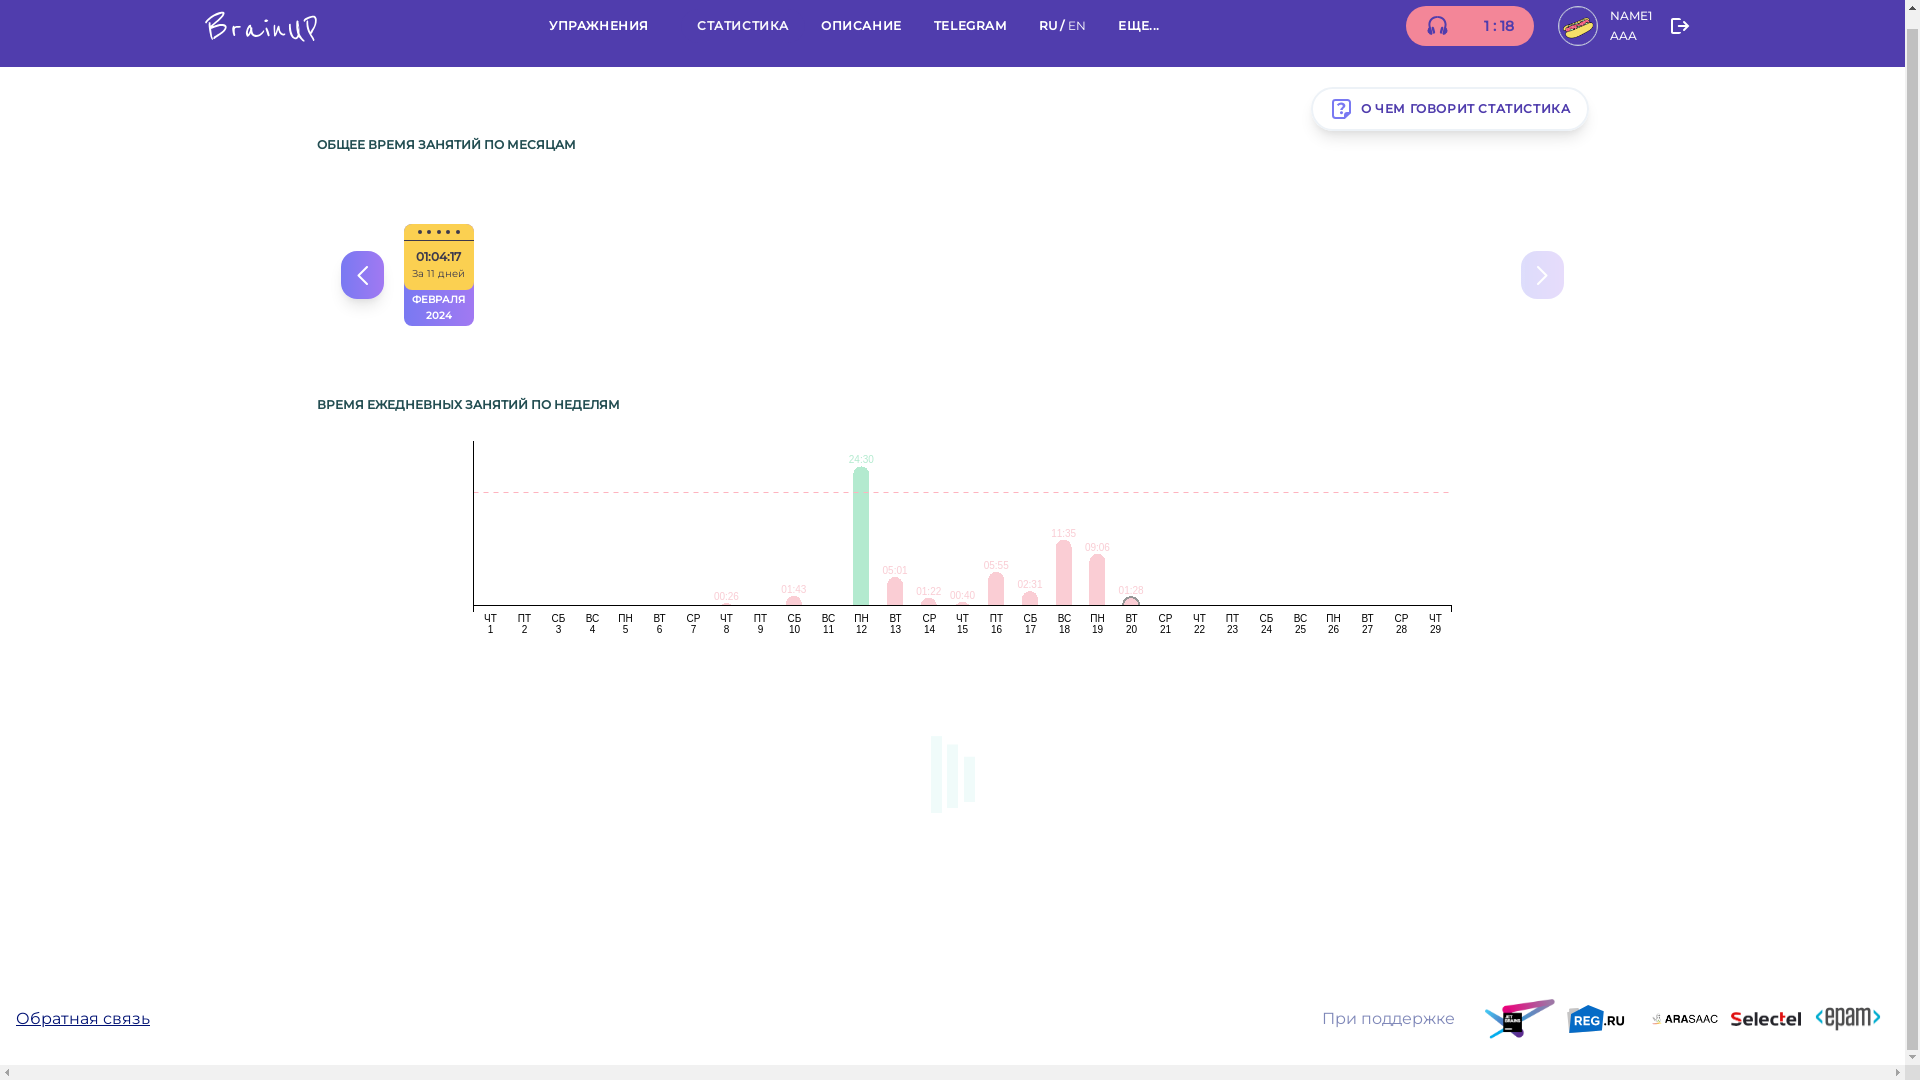 BrainUP
УПРАЖНЕНИЯ СТАТИСТИКА ОПИСАНИЕ TELEGRAM RU / EN ЕЩЕ...
1 : 18
NAME1
AAA
О ЧЕМ ГОВОРИТ СТАТИСТИКА
ОБЩЕЕ ВРЕМЯ ЗАНЯТИЙ ПО МЕСЯЦАМ
01:04:17
За 11 дней
ФЕВРАЛЯ
2024
ВРЕМЯ ЕЖЕДНЕВНЫХ ЗАНЯТИЙ ПО НЕДЕЛЯМ
24:30
11:35
09:06
05:55
05:01
02:31
00:26 01:43 01:22 00:40 01:28
ЧТ ПТ СБ ВС ПН ВТ СР ЧТ ПТ СБ ВС ПН ВТ СР ЧТ ПТ СБ ВС ПН ВТ СР ЧТ ПТ СБ ВС ПН ВТ СР ЧТ
1 2 3 4 5 6 7 8 9 10 11 12 13 14 15 16 17 18 19 20 21 22 23 24 25 26 27 28 29
Обратная связь
При поддержке
JET BRAINS
REG.RU
ARASAAC
Selectel
<epam>